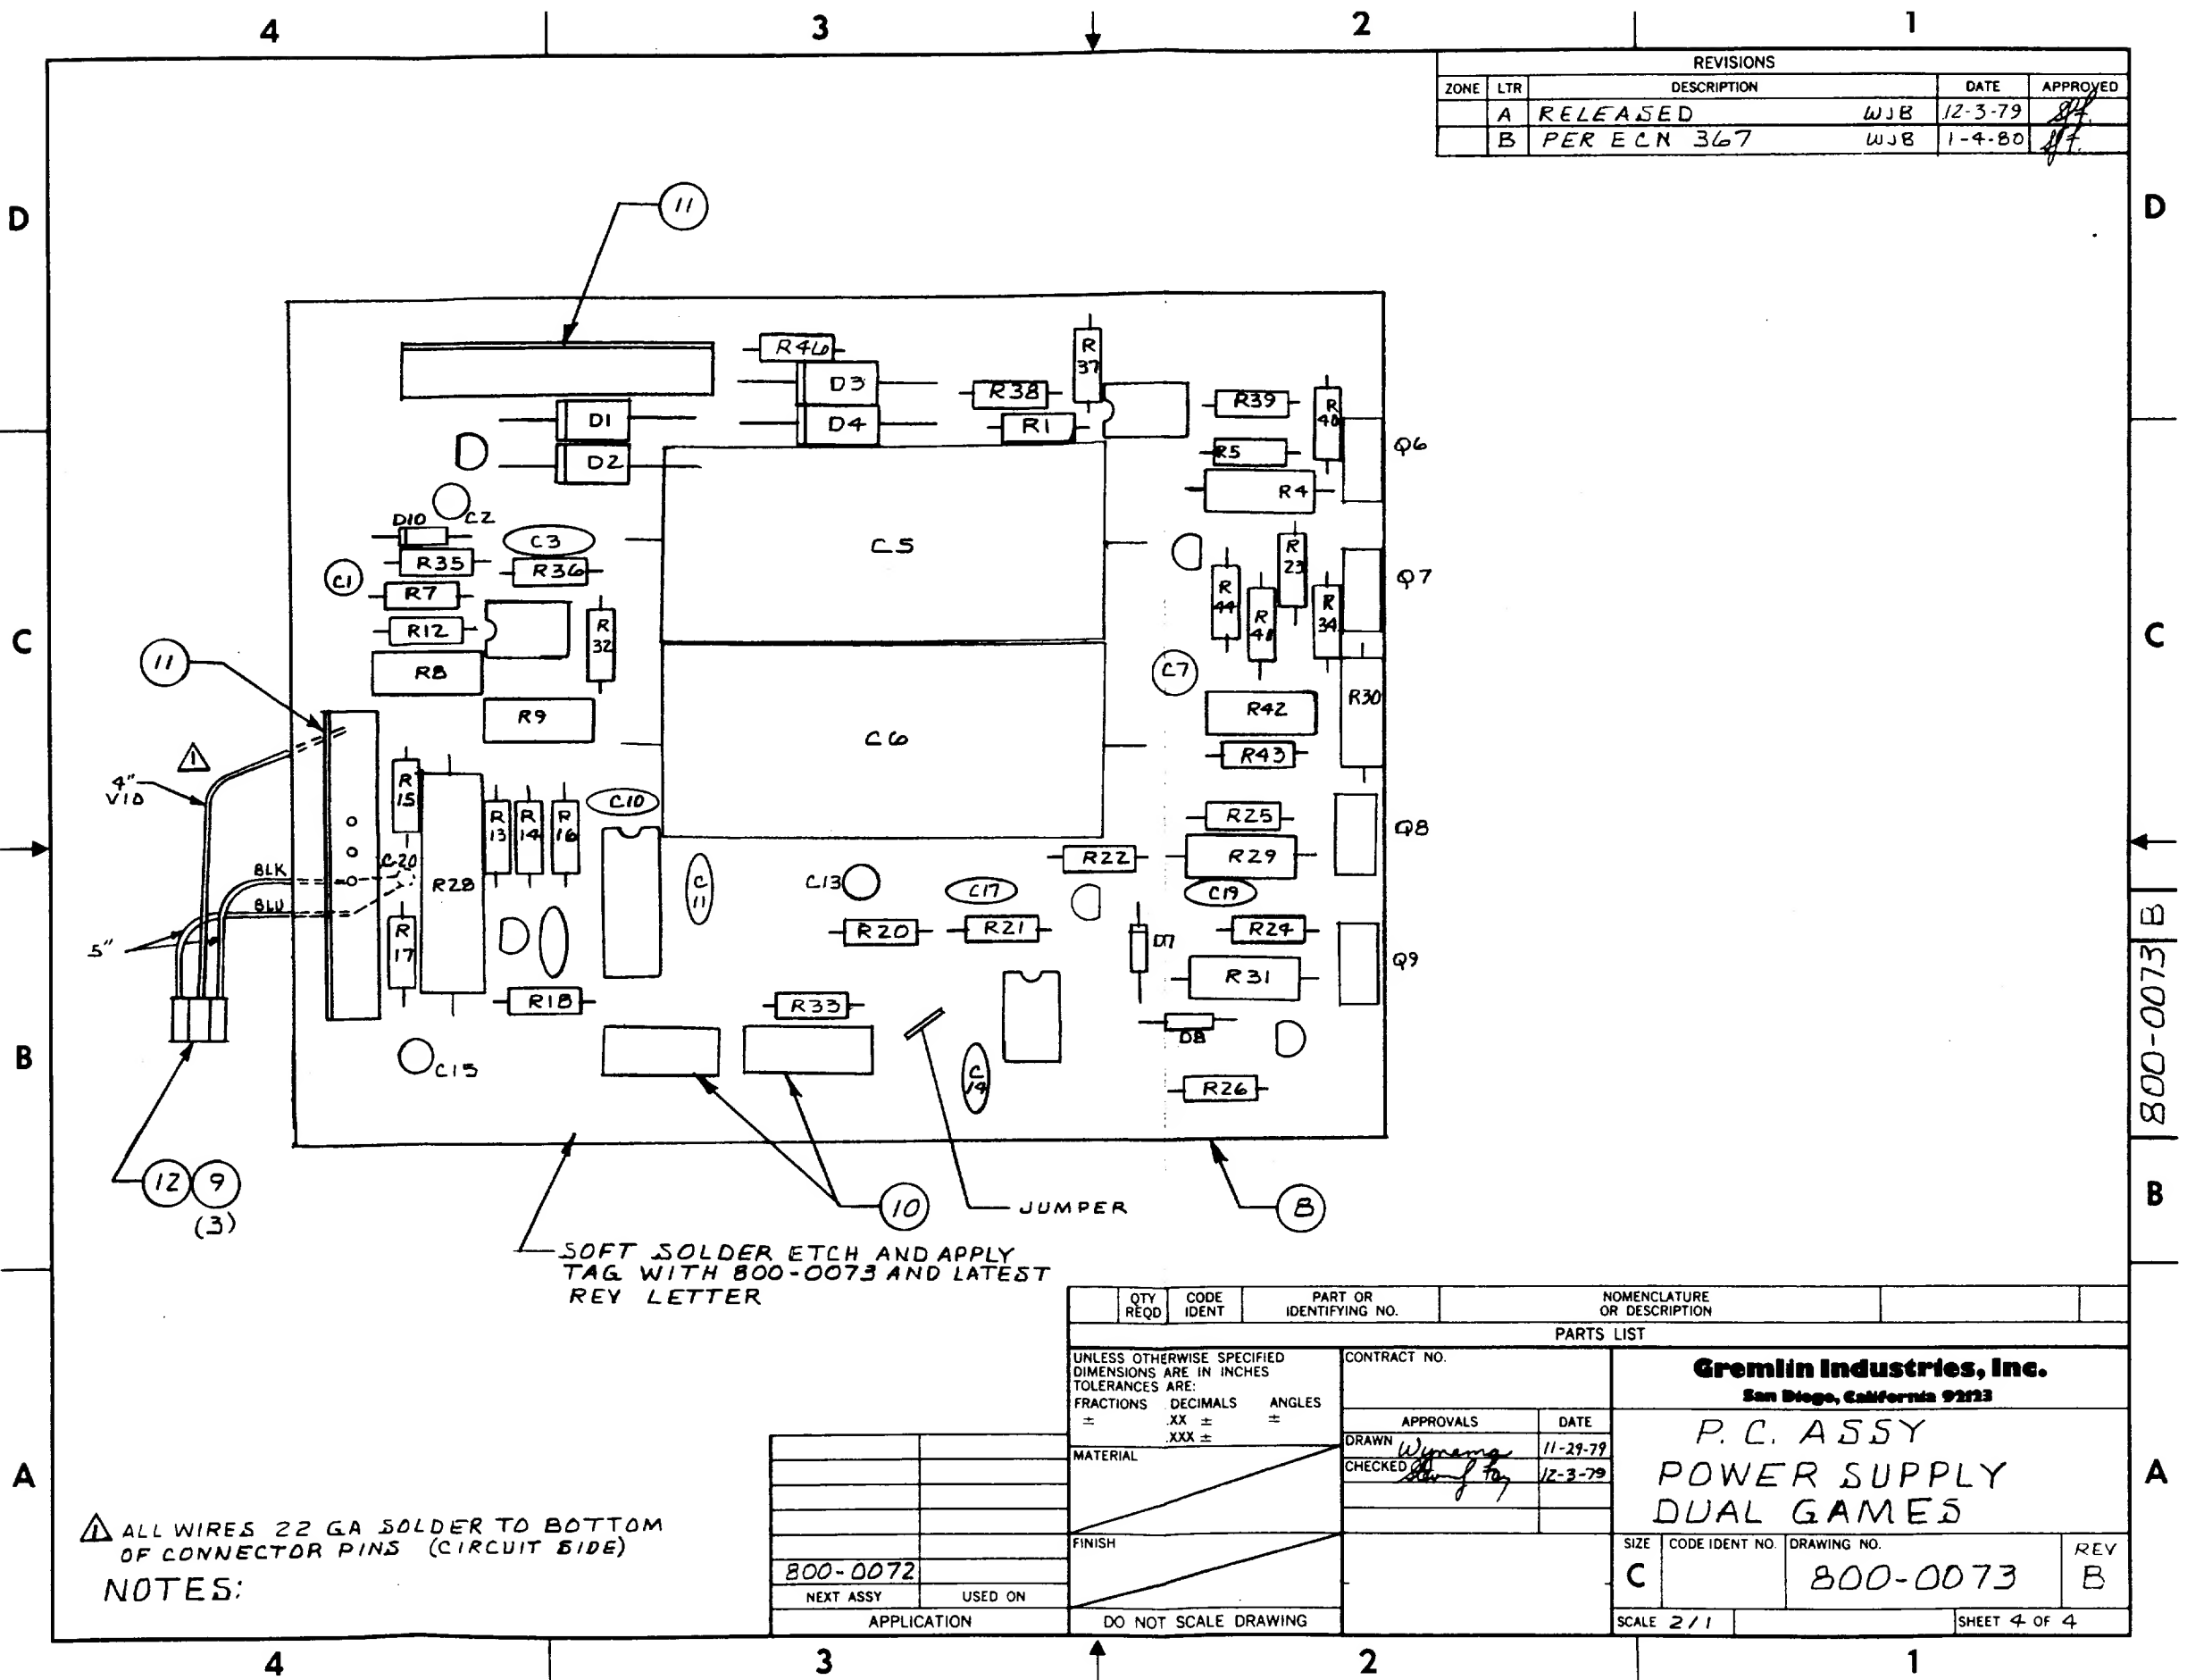 4 3 2 1
REVISIONS
ZONE LTR DESCRIPTION DATE APPROVED
A RELEASED WJB 12-3-79
B PER ECN 367 WJB 1-4-80
D D
11
R46
R
37
D3
R38
R39
R
40
D1
D4
R1
Q6
D2
R5
R4
C2
D10
C3
C5
R35
R36
R
23
Q7
C1
R7
R
44
R
41
R
34
R12
R
32
C C
11
R8
C7
R9
R42
R30
C6
R43
1
4"
VIO
R
15
C10
R
13
R
14
R
16
R25
Q8
C20
BLK
R28
R22
R29
C
11
C13
C17
C19
BLU
R
17
R20
R21
R24
D7
5"
Q9
R31
R18
R33
D8
B
C15
C
14
R26
B
800-0073 B
12 9
(3)
10
JUMPER
8
B
SOFT SOLDER ETCH AND APPLY
TAG WITH 800-0073 AND LATEST
REV LETTER
QTY
REQD
CODE
IDENT
PART OR
IDENTIFYING NO.
NOMENCLATURE
OR DESCRIPTION
PARTS LIST
UNLESS OTHERWISE SPECIFIED
DIMENSIONS ARE IN INCHES
TOLERANCES ARE:
FRACTIONS DECIMALS ANGLES
± .XX ± ±
.XXX ±
MATERIAL
FINISH
DO NOT SCALE DRAWING
CONTRACT NO.
APPROVALS DATE
DRAWN 11-29-79
CHECKED 12-3-79
Gremlin Industries, Inc.
San Diego, California 92123
P.C. ASSY
POWER SUPPLY
DUAL GAMES
SIZE CODE IDENT NO. DRAWING NO. REV
C 800-0073 B
SCALE 2/1 SHEET 4 OF 4
A A
800-0072
NEXT ASSY USED ON
APPLICATION
1 ALL WIRES 22 GA SOLDER TO BOTTOM
OF CONNECTOR PINS (CIRCUIT SIDE)
NOTES:
4 3 2 1